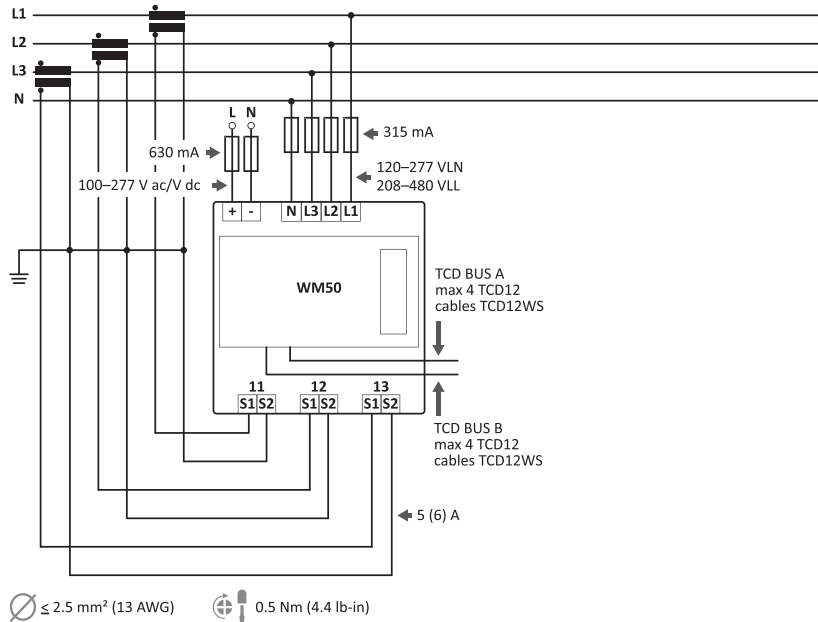 L1
L2
L3
N
L N
630 mA
315 mA
100–277 V ac/V dc
120–277 VLN
208–480 VLL
+ - N L3 L2 L1
WM50
TCD BUS A
max 4 TCD12
cables TCD12WS
11 12 13
S1 S2 S1 S2 S1 S2
TCD BUS B
max 4 TCD12
cables TCD12WS
5 (6) A
≤ 2.5 mm² (13 AWG)
0.5 Nm (4.4 lb-in)